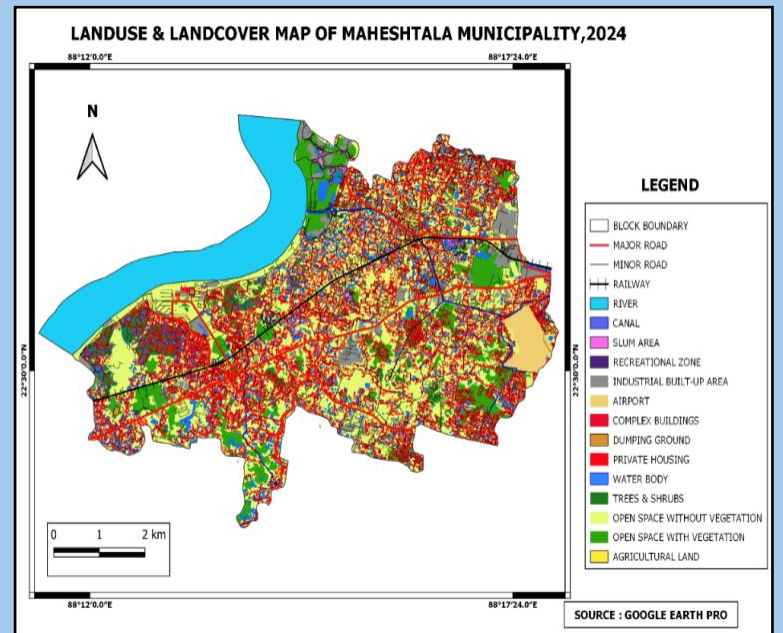 LANDUSE & LANDCOVER MAP OF MAHESHTALA MUNICIPALITY,2024
88°12'0.0"E
88°17'24.0"E
N
22°30'0.0"N
22°30'0.0"N
LEGEND
BLOCK BOUNDARY
MAJOR ROAD
MINOR ROAD
RAILWAY
RIVER
CANAL
SLUM AREA
RECREATIONAL ZONE
INDUSTRIAL BUILT-UP AREA
AIRPORT
COMPLEX BUILDINGS
DUMPING GROUND
PRIVATE HOUSING
WATER BODY
TREES & SHRUBS
OPEN SPACE WITHOUT VEGETATION
OPEN SPACE WITH VEGETATION
AGRICULTURAL LAND
0 1 2 km
88°12'0.0"E
88°17'24.0"E
SOURCE : GOOGLE EARTH PRO